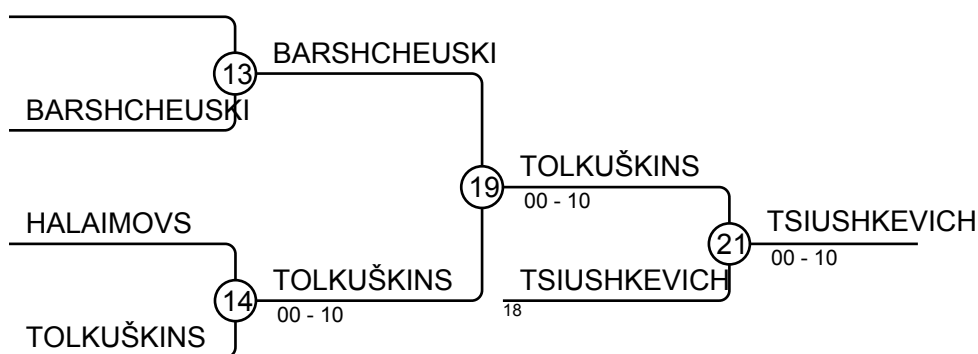 BARSHCHEUSKI
13
BARSHCHEUSKI
TOLKUŠKINS
19
00 - 10
HALAIMOVS
TSIUSHKEVICH
21
00 - 10
TOLKUŠKINS
TSIUSHKEVICH
14
00 - 10
18
TOLKUŠKINS